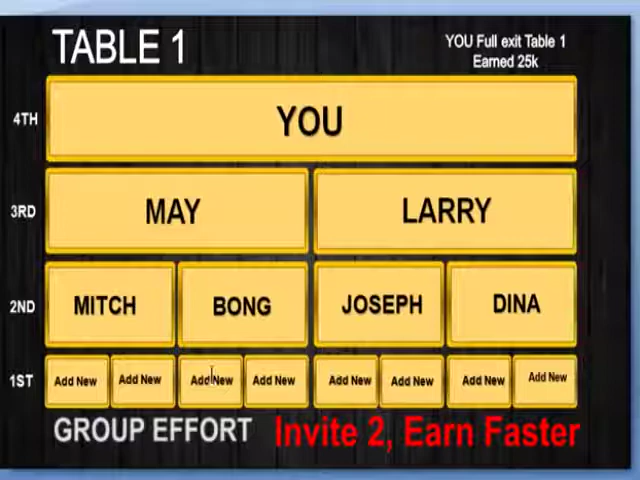 TABLE 1
YOU Full exit Table 1
Earned 25k
4TH
YOU
3RD
MAY
LARRY
2ND
MITCH
BONG
JOSEPH
DINA
1ST
Add New
Add New
Add New
Add New
Add New
Add New
Add New
Add New
GROUP EFFORT
Invite 2, Earn Faster